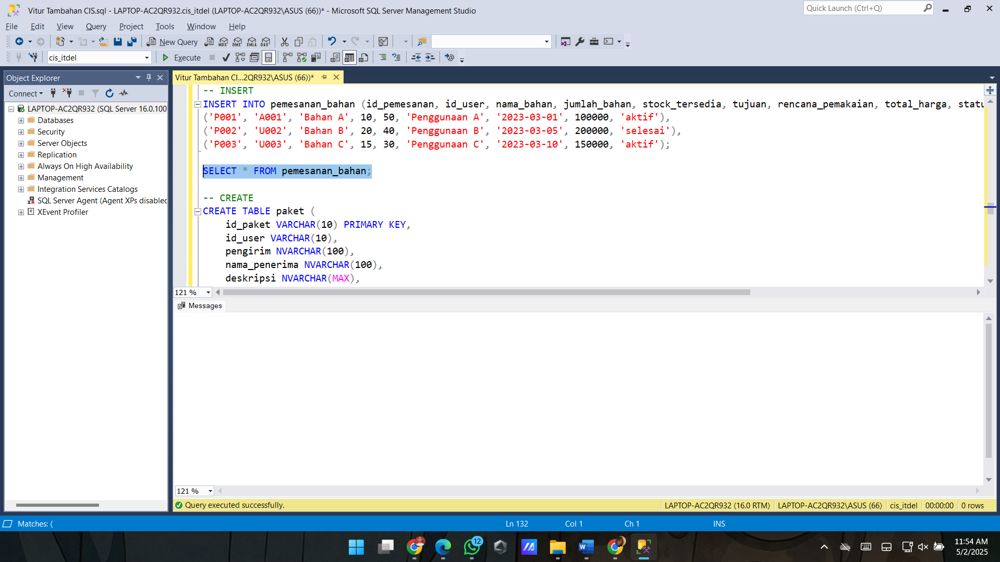 Vitur Tambahan CIS.sql - LAPTOP-AC2QR932.cis_itdel (LAPTOP-AC2QR932\ASUS (66))* - Microsoft SQL Server Management Studio
Quick Launch (Ctrl+Q)
File Edit View Query Project Tools Window Help
New Query
MDX DMX XMLA DAX
cis_itdel
Execute
Object Explorer
Connect
LAPTOP-AC2QR932 (SQL Server 16.0.100
Databases
Security
Server Objects
Replication
Always On High Availability
Management
Integration Services Catalogs
SQL Server Agent (Agent XPs disabled
XEvent Profiler
Vitur Tambahan CI...2QR932\ASUS (66))*
-- INSERT
INSERT INTO pemesanan_bahan (id_pemesanan, id_user, nama_bahan, jumlah_bahan, stock_tersedia, tujuan, rencana_pemakaian, total_harga, statu
('P001', 'A001', 'Bahan A', 10, 50, 'Penggunaan A', '2023-03-01', 100000, 'aktif'),
('P002', 'U002', 'Bahan B', 20, 40, 'Penggunaan B', '2023-03-05', 200000, 'selesai'),
('P003', 'U003', 'Bahan C', 15, 30, 'Penggunaan C', '2023-03-10', 150000, 'aktif');
SELECT * FROM pemesanan_bahan;
-- CREATE
CREATE TABLE paket (
id_paket VARCHAR(10) PRIMARY KEY,
id_user VARCHAR(10),
pengirim NVARCHAR(100),
nama_penerima NVARCHAR(100),
deskripsi NVARCHAR(MAX),
121 %
Messages
121 %
Query executed successfully.
LAPTOP-AC2QR932 (16.0 RTM) LAPTOP-AC2QR932\ASUS (66) cis_itdel 00:00:00 0 rows
Matches: (
Ln 132 Col 1 Ch 1 INS
12
11:54 AM
5/2/2025